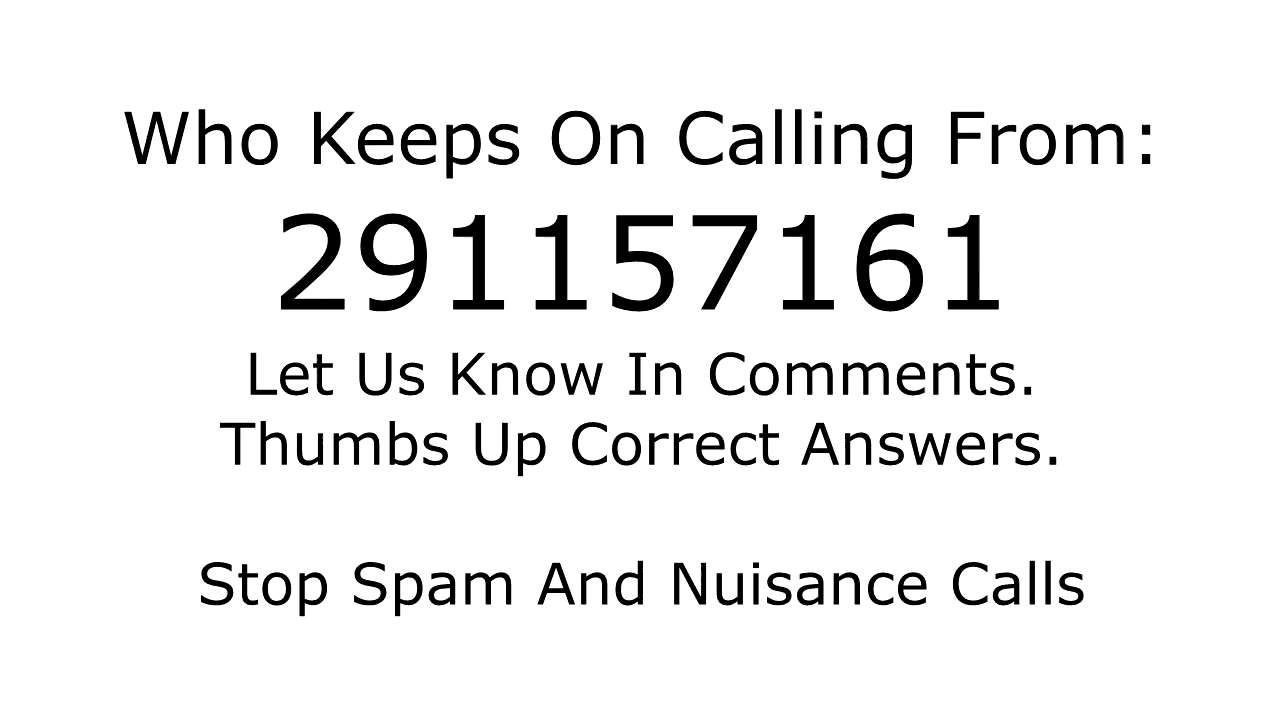 Who Keeps On Calling From:
291157161
Let Us Know In Comments.
Thumbs Up Correct Answers.
Stop Spam And Nuisance Calls